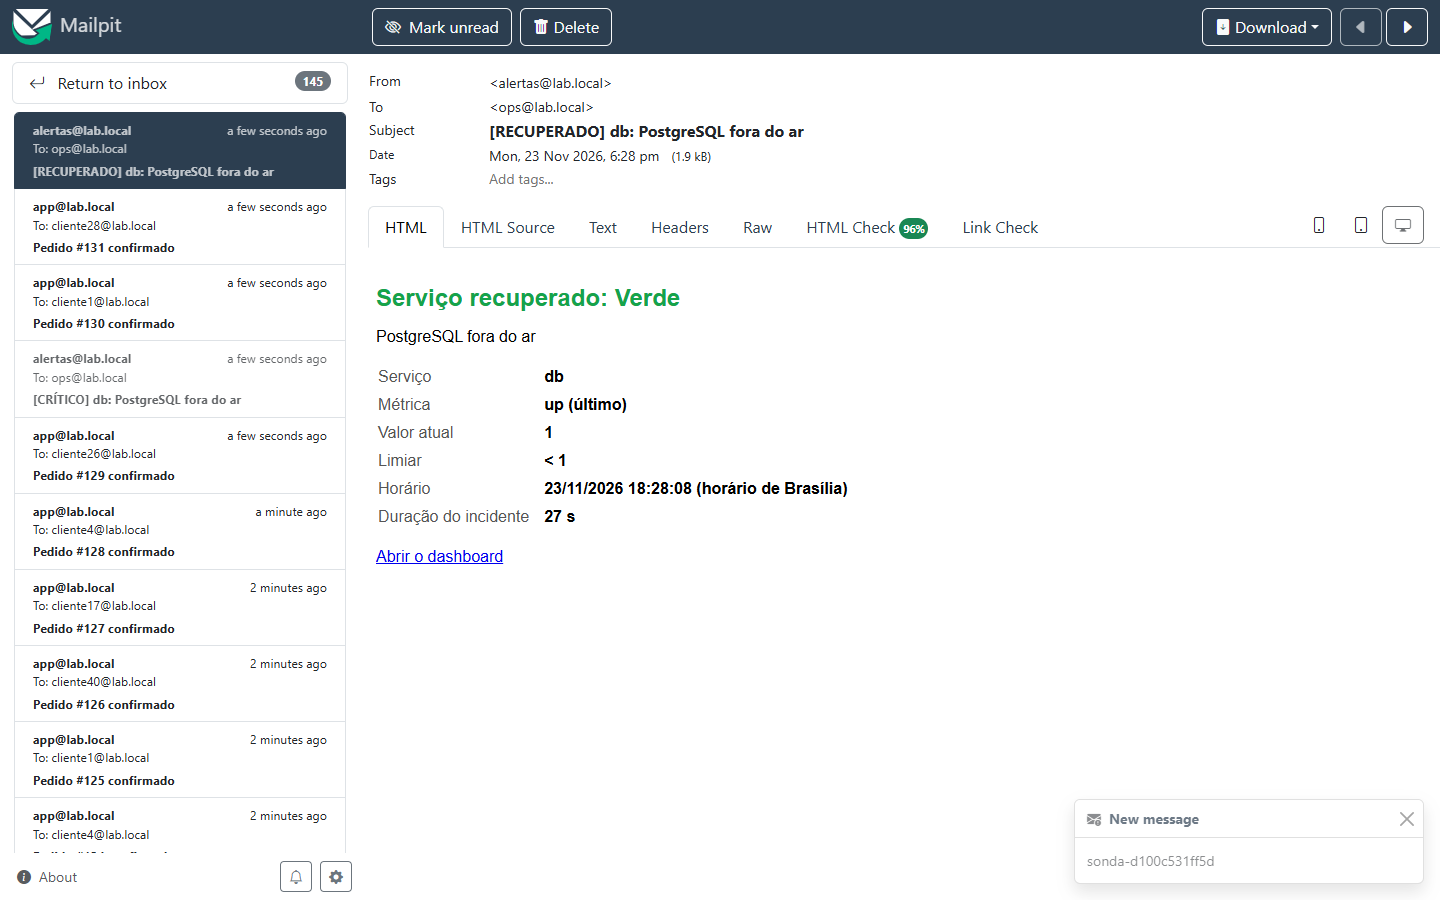 Mailpit
Mark unread
Delete
Download
Return to inbox
145
alertas@lab.local
a few seconds ago
To: ops@lab.local
[RECUPERADO] db: PostgreSQL fora do ar
app@lab.local
a few seconds ago
To: cliente28@lab.local
Pedido #131 confirmado
app@lab.local
a few seconds ago
To: cliente1@lab.local
Pedido #130 confirmado
alertas@lab.local
a few seconds ago
To: ops@lab.local
[CRÍTICO] db: PostgreSQL fora do ar
app@lab.local
a few seconds ago
To: cliente26@lab.local
Pedido #129 confirmado
app@lab.local
a minute ago
To: cliente4@lab.local
Pedido #128 confirmado
app@lab.local
2 minutes ago
To: cliente17@lab.local
Pedido #127 confirmado
app@lab.local
2 minutes ago
To: cliente40@lab.local
Pedido #126 confirmado
app@lab.local
2 minutes ago
To: cliente1@lab.local
Pedido #125 confirmado
app@lab.local
2 minutes ago
To: cliente4@lab.local
About
From
<alertas@lab.local>
To
<ops@lab.local>
Subject
[RECUPERADO] db: PostgreSQL fora do ar
Date
Mon, 23 Nov 2026, 6:28 pm (1.9 kB)
Tags
Add tags...
HTML
HTML Source
Text
Headers
Raw
HTML Check 96%
Link Check
Serviço recuperado: Verde
PostgreSQL fora do ar
Serviço db
Métrica up (último)
Valor atual 1
Limiar < 1
Horário 23/11/2026 18:28:08 (horário de Brasília)
Duração do incidente 27 s
Abrir o dashboard
New message
sonda-d100c531ff5d